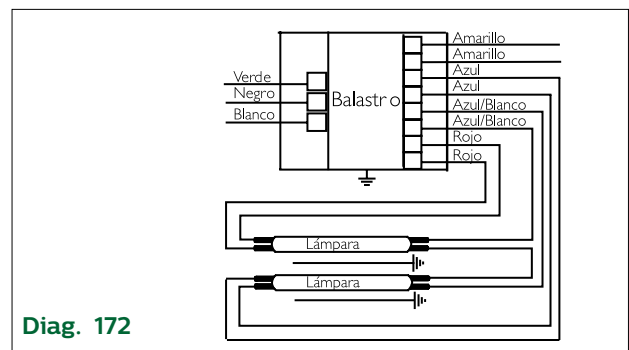 Amarillo
Amarillo
Azul
Azul
Azul/Blanco
Azul/Blanco
Rojo
Rojo
Verde
Negro
Blanco
Balastro
Lámpara
Lámpara
Diag. 172